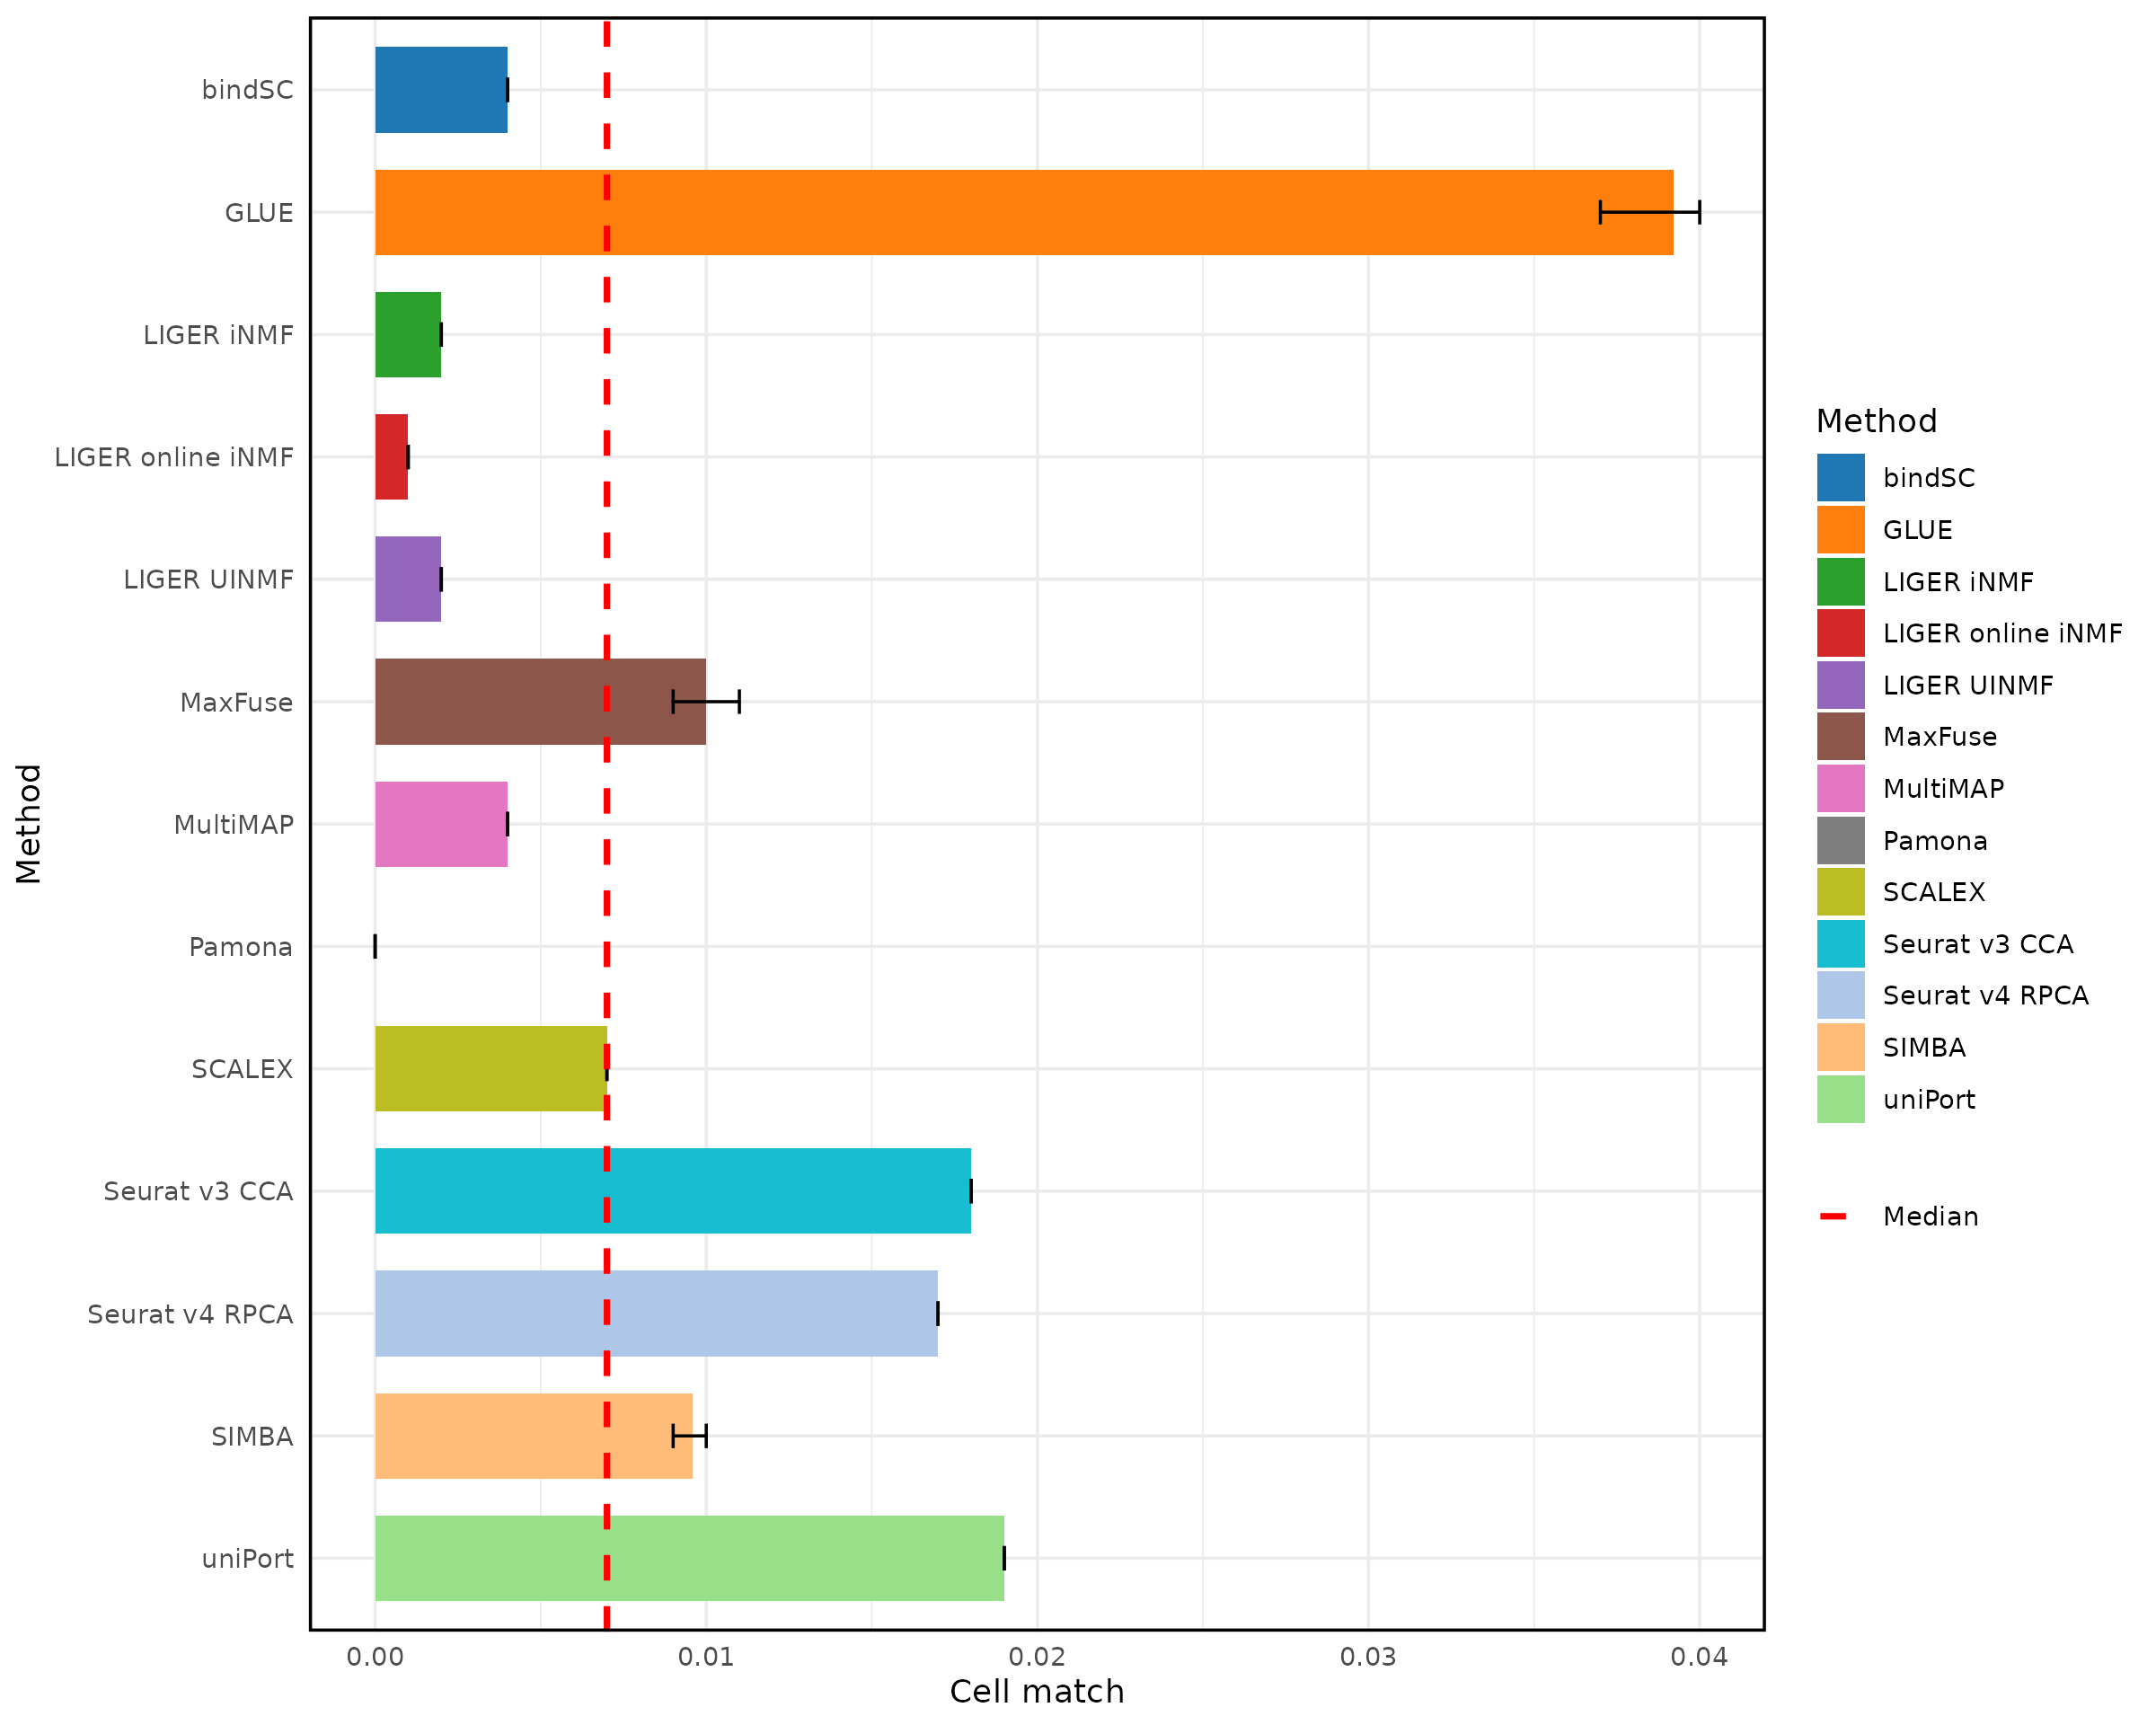 bindSC
GLUE
LIGER iNMF
LIGER online iNMF
LIGER UINMF
MaxFuse
MultiMAP
Pamona
SCALEX
Seurat v3 CCA
Seurat v4 RPCA
SIMBA
uniPort
Method
0.00 0.01 0.02 0.03 0.04
Cell match
Method
bindSC
GLUE
LIGER iNMF
LIGER online iNMF
LIGER UINMF
MaxFuse
MultiMAP
Pamona
SCALEX
Seurat v3 CCA
Seurat v4 RPCA
SIMBA
uniPort
Median